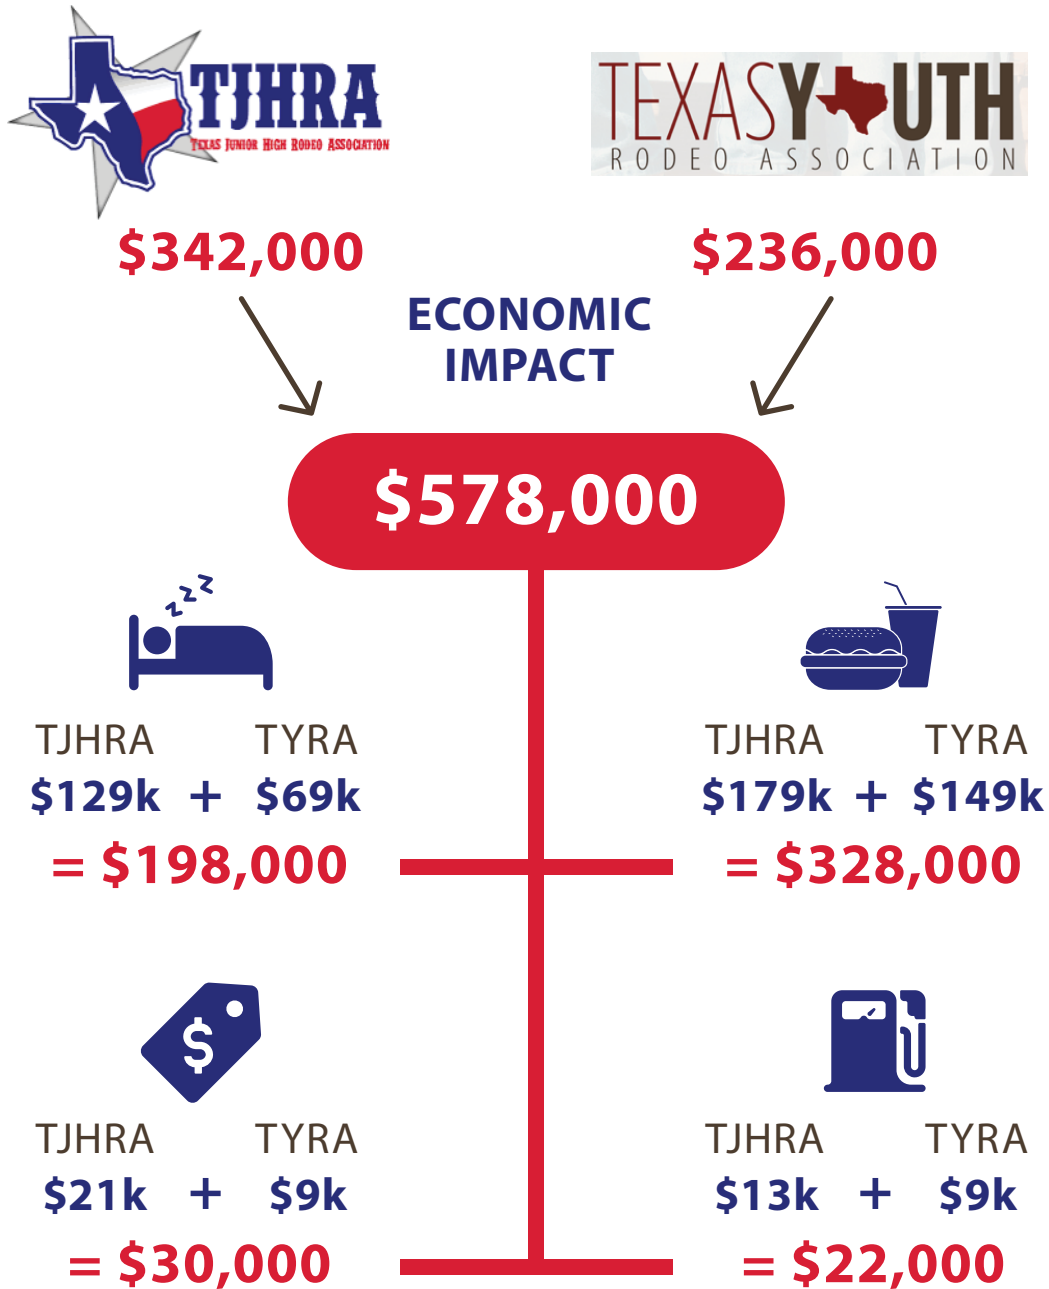 TJHRA
TEXAS JUNIOR HIGH RODEO ASSOCIATION
TEXAS YOUTH
RODEO ASSOCIATION
$342,000
$236,000
ECONOMIC
IMPACT
$578,000
TJHRA TYRA
$129k + $69k
= $198,000
TJHRA TYRA
$179k + $149k
= $328,000
$
TJHRA TYRA
$21k + $9k
= $30,000
TJHRA TYRA
$13k + $9k
= $22,000